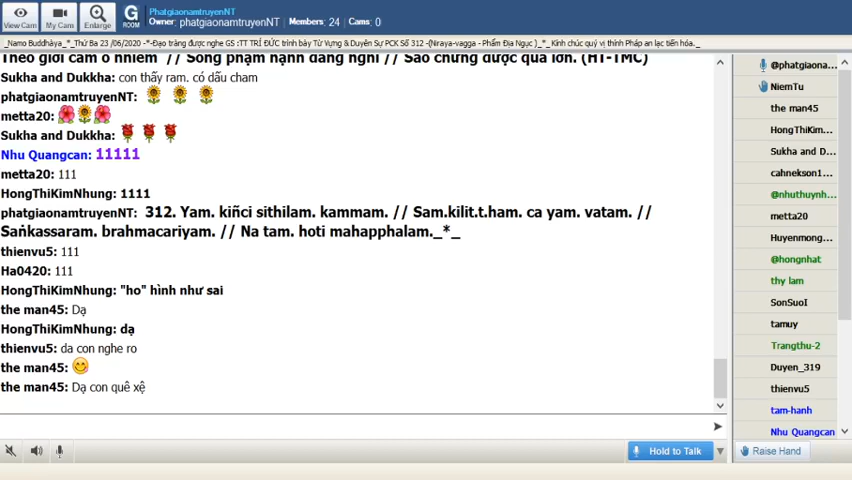 PhatgiaonamtruyenNT
Owner: phatgiaonamtruyenNT Members: 24 Cams: 0
View Cam My Cam Enlarge ROOM
_Namo Buddhàya_*_Thứ Ba 23 /06/2020 -*-Đạo tràng được nghe GS :TT TRÍ ĐỨC trình bày Từ Vựng & Duyên Sự PCK Số 312 -(Niraya-vagga - Phẩm Địa Ngục )_*_ Kính chúc quý vị thính Pháp an lạc tiến hóa._
Theo giới cấm ô nhiễm // Sống phạm hạnh đáng nghi // Sao chứng được quả lớn. (HT-TMC)
Sukha and Dukkha: con thấy ram. có dấu cham
phatgiaonamtruyenNT:
metta20:
Sukha and Dukkha:
Nhu Quangcan: 11111
metta20: 111
HongThiKimNhung: 1111
phatgiaonamtruyenNT: 312. Yam. kiñci sithilam. kammam. // Sam.kilit.t.ham. ca yam. vatam. //
Saṅkassaram. brahmacariyam. // Na tam. hoti mahapphalam._*_
thienvu5: 111
Ha0420: 111
HongThiKimNhung: "ho" hình như sai
the man45: Dạ
HongThiKimNhung: dạ
thienvu5: da con nghe ro
the man45:
the man45: Dạ con quê xệ
@phatgiaona...
NiemTu
the man45
HongThiKim...
Sukha and D...
cahnekson1...
@nhuthuynh...
metta20
Huyenmong...
@hongnhat
thy lam
SonSuoI
tamuy
Trangthu-2
Duyen_319
thienvu5
tam-hanh
Nhu Quangcan
Hold to Talk
Raise Hand